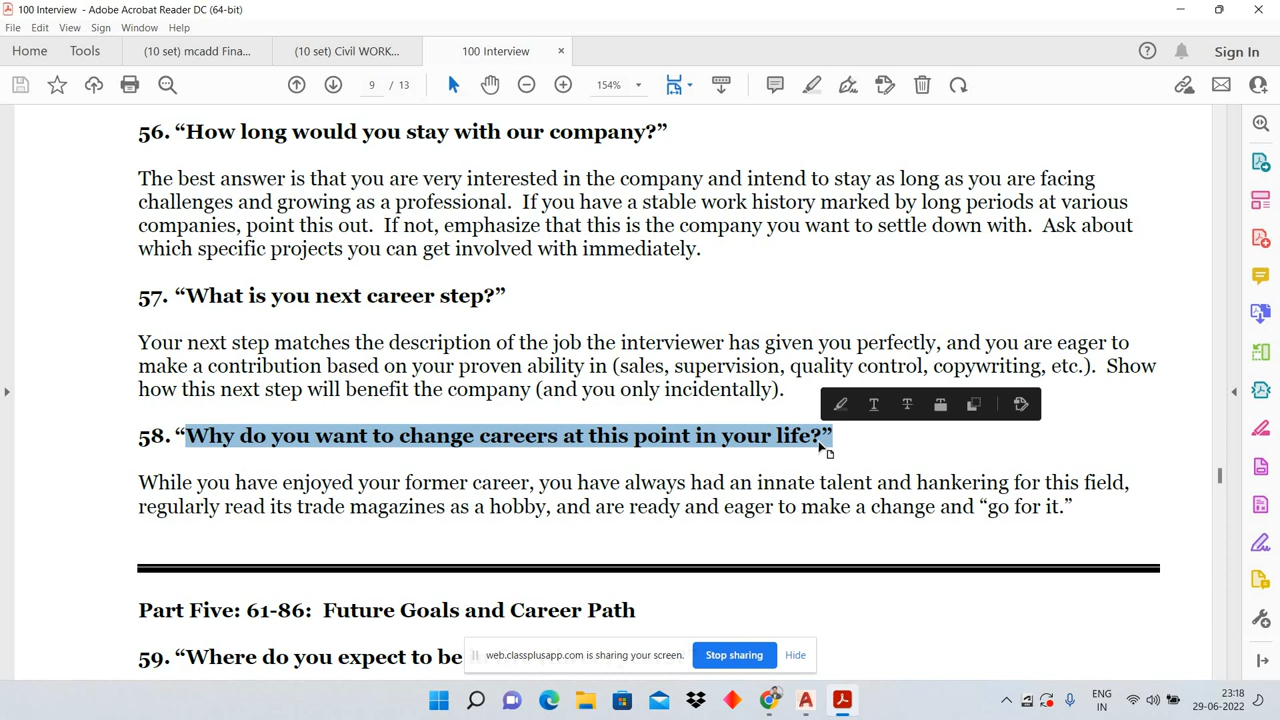 100 Interview - Adobe Acrobat Reader DC (64-bit)
File Edit View Sign Window Help
Home Tools (10 set) mcadd Fina... (10 set) Civil WORK... 100 Interview × Sign In
9 / 13 154%
56. “How long would you stay with our company?”
The best answer is that you are very interested in the company and intend to stay as long as you are facing
challenges and growing as a professional. If you have a stable work history marked by long periods at various
companies, point this out. If not, emphasize that this is the company you want to settle down with. Ask about
which specific projects you can get involved with immediately.
57. “What is you next career step?”
Your next step matches the description of the job the interviewer has given you perfectly, and you are eager to
make a contribution based on your proven ability in (sales, supervision, quality control, copywriting, etc.). Show
how this next step will benefit the company (and you only incidentally).
58. “Why do you want to change careers at this point in your life?”
While you have enjoyed your former career, you have always had an innate talent and hankering for this field,
regularly read its trade magazines as a hobby, and are ready and eager to make a change and “go for it.”
Part Five: 61-86: Future Goals and Career Path
59. “Where do you expect to be
web.classplusapp.com is sharing your screen. Stop sharing Hide
ENG
IN
23:18
29-06-2022